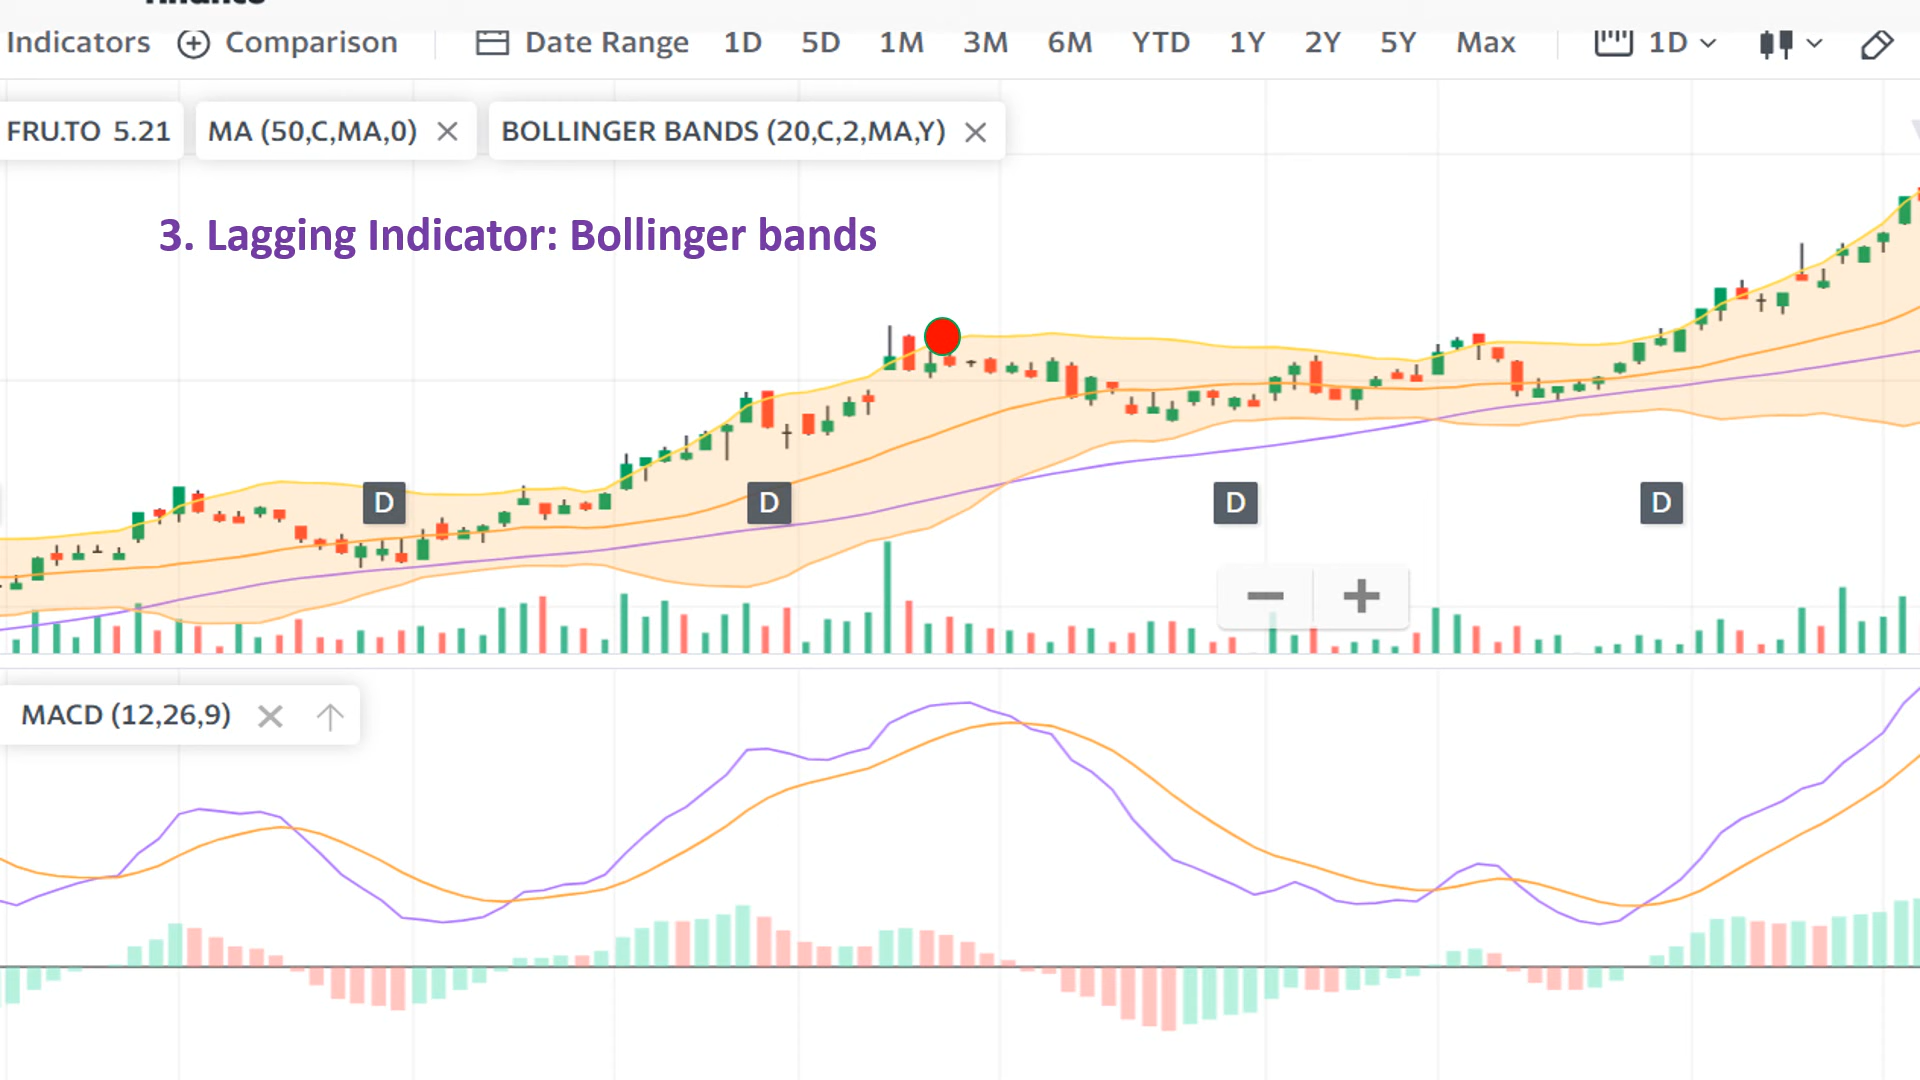 Indicators Comparison Date Range 1D 5D 1M 3M 6M YTD 1Y 2Y 5Y Max 1D
FRU.TO 5.21 MA (50,C,MA,0) BOLLINGER BANDS (20,C,2,MA,Y)
3. Lagging Indicator: Bollinger bands
D D D D
MACD (12,26,9)